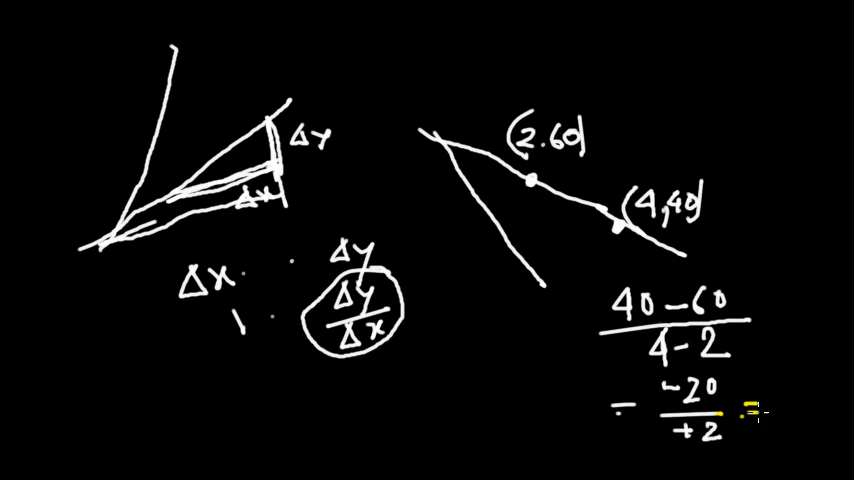 Δy
Δx
Δx : Δy
1 : Δy/Δx
(2.60)
(4,40)
40-60
4-2
= -20
+2
=